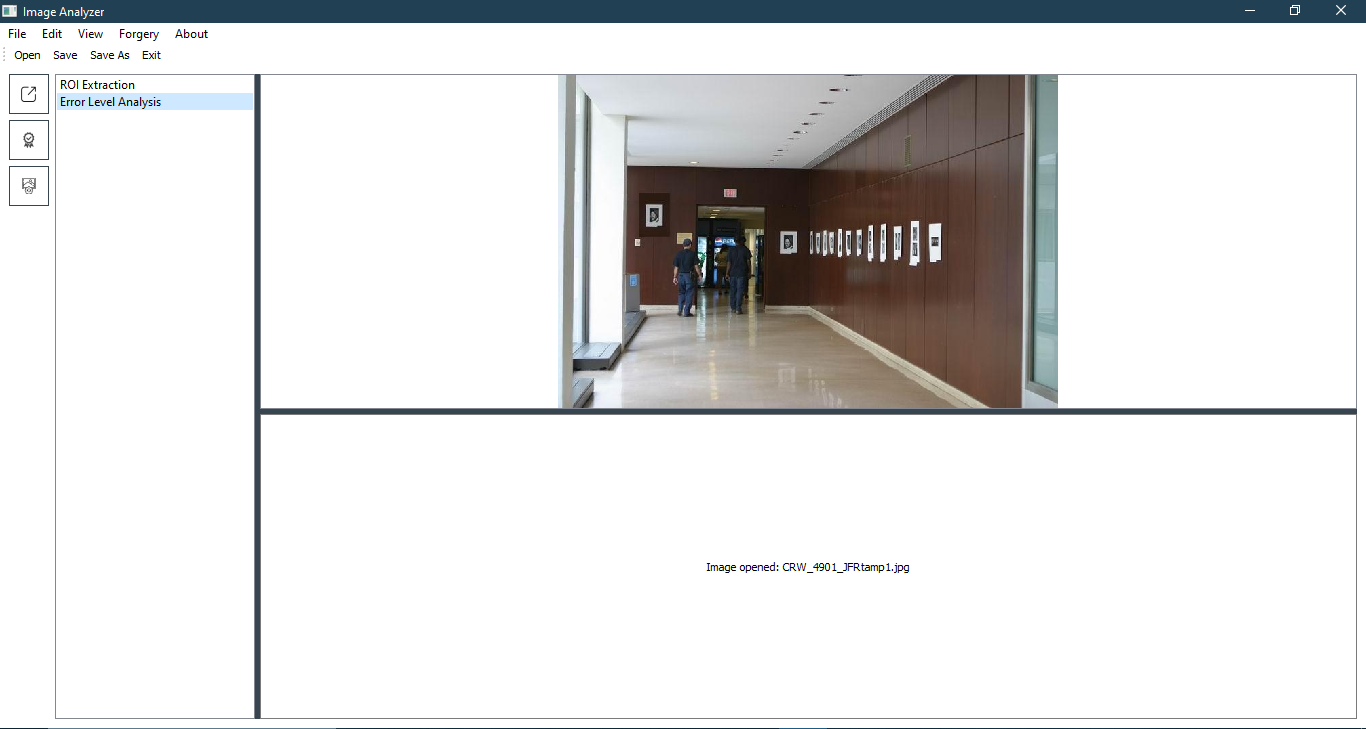 Image Analyzer
File Edit View Forgery About
Open Save Save As Exit
ROI Extraction
Error Level Analysis
Image opened: CRW_4901_JFRtamp1.jpg